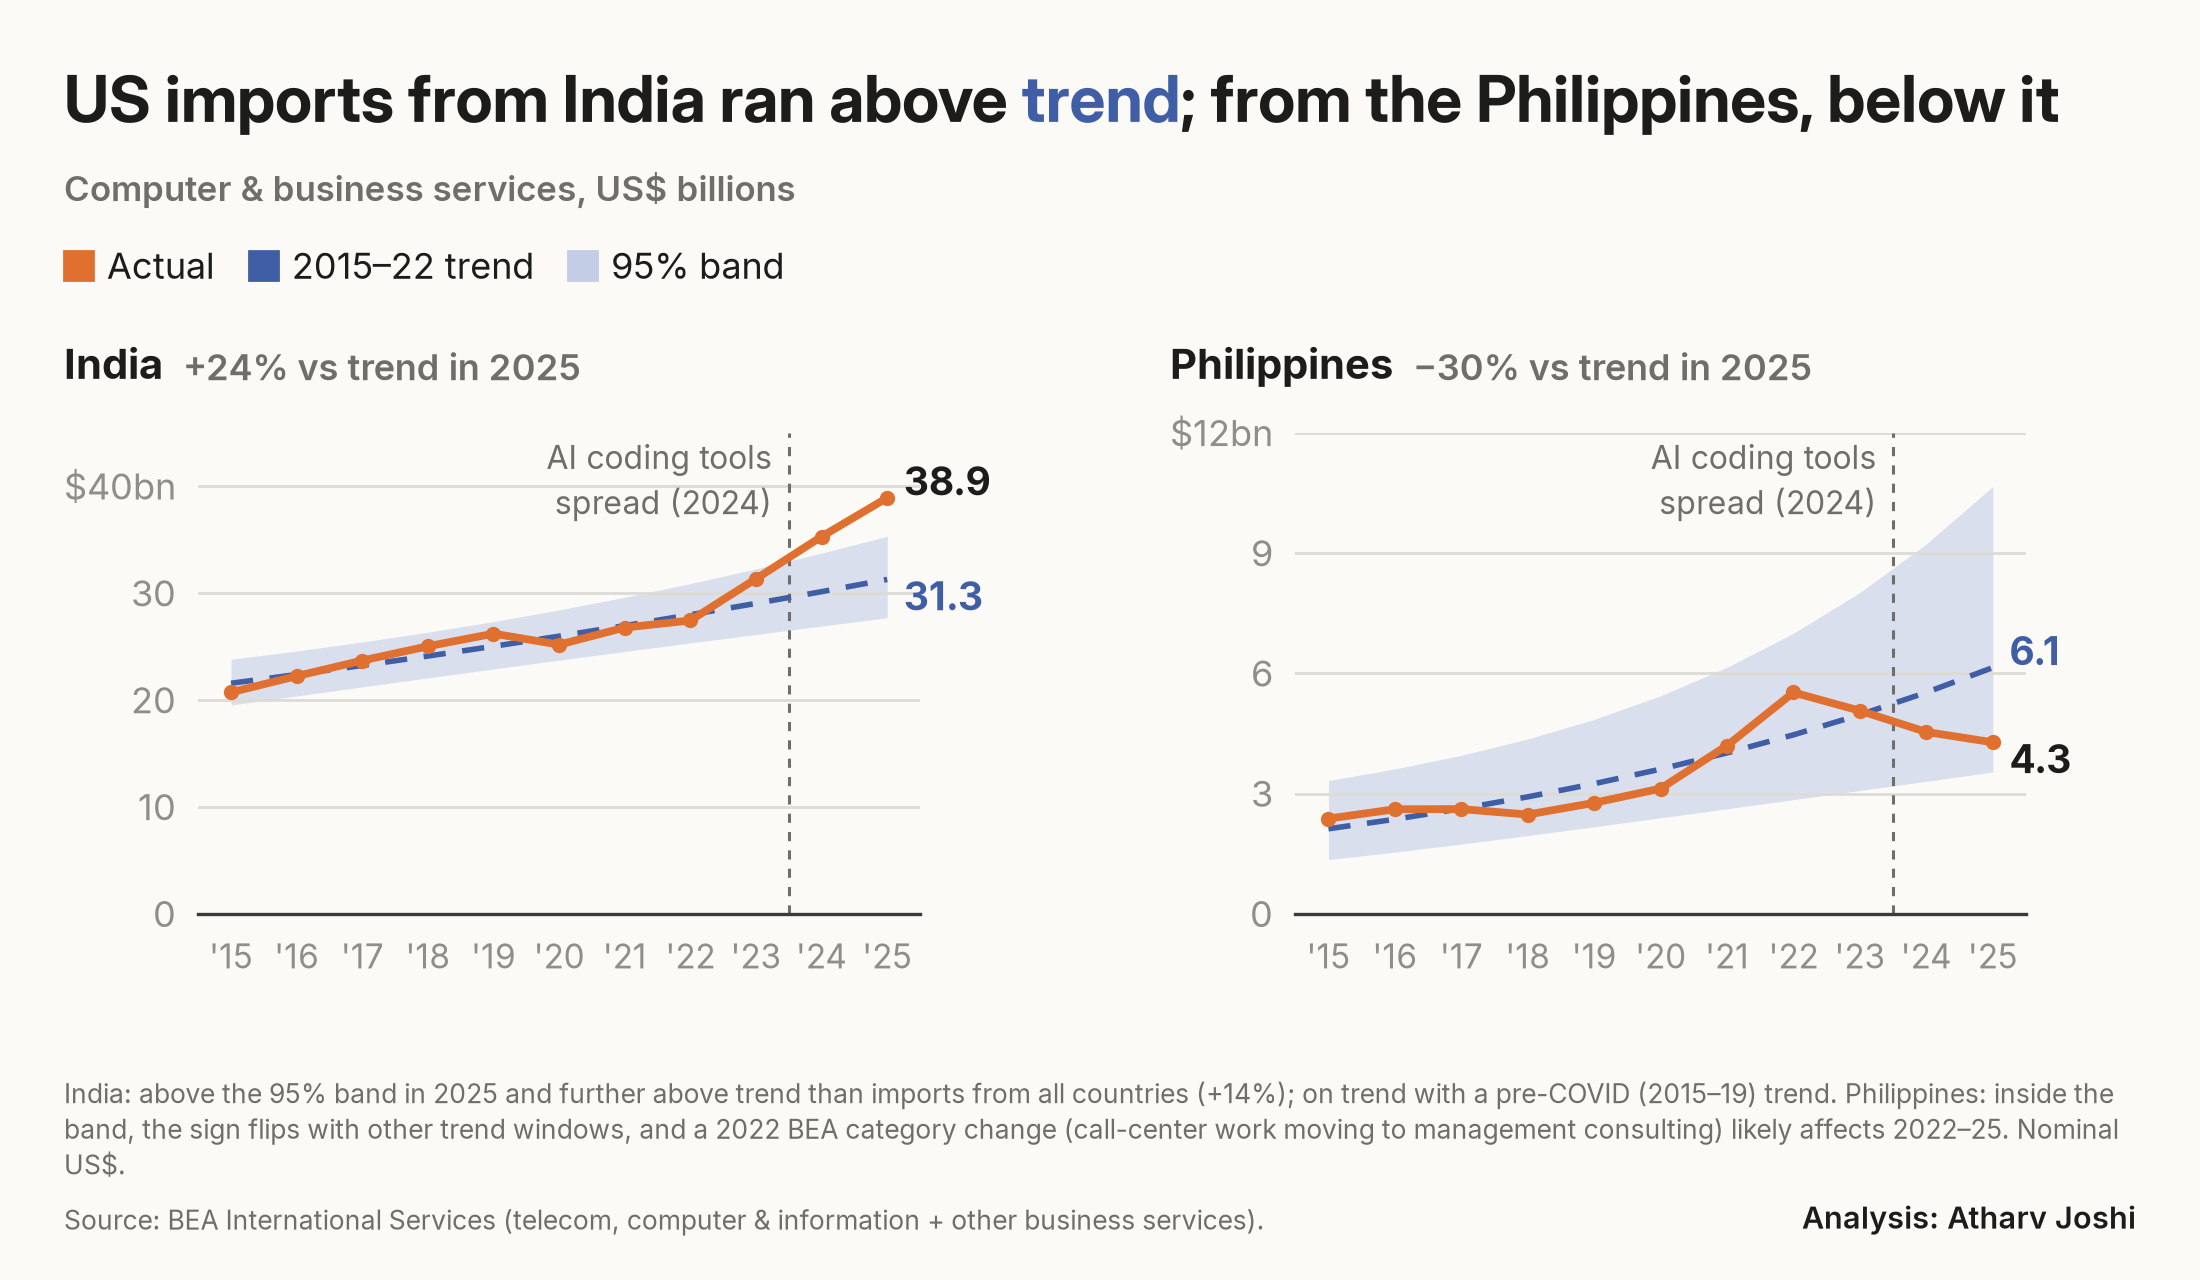 US imports from India ran above trend; from the Philippines, below it
Computer & business services, US$ billions
Actual 2015–22 trend 95% band
India +24% vs trend in 2025
$40bn
30
20
10
0
AI coding tools
spread (2024)
38.9
31.3
'15 '16 '17 '18 '19 '20 '21 '22 '23 '24 '25
Philippines −30% vs trend in 2025
$12bn
9
6
3
0
AI coding tools
spread (2024)
6.1
4.3
'15 '16 '17 '18 '19 '20 '21 '22 '23 '24 '25
India: above the 95% band in 2025 and further above trend than imports from all countries (+14%); on trend with a pre-COVID (2015–19) trend. Philippines: inside the
band, the sign flips with other trend windows, and a 2022 BEA category change (call-center work moving to management consulting) likely affects 2022–25. Nominal
US$.
Source: BEA International Services (telecom, computer & information + other business services).
Analysis: Atharv Joshi